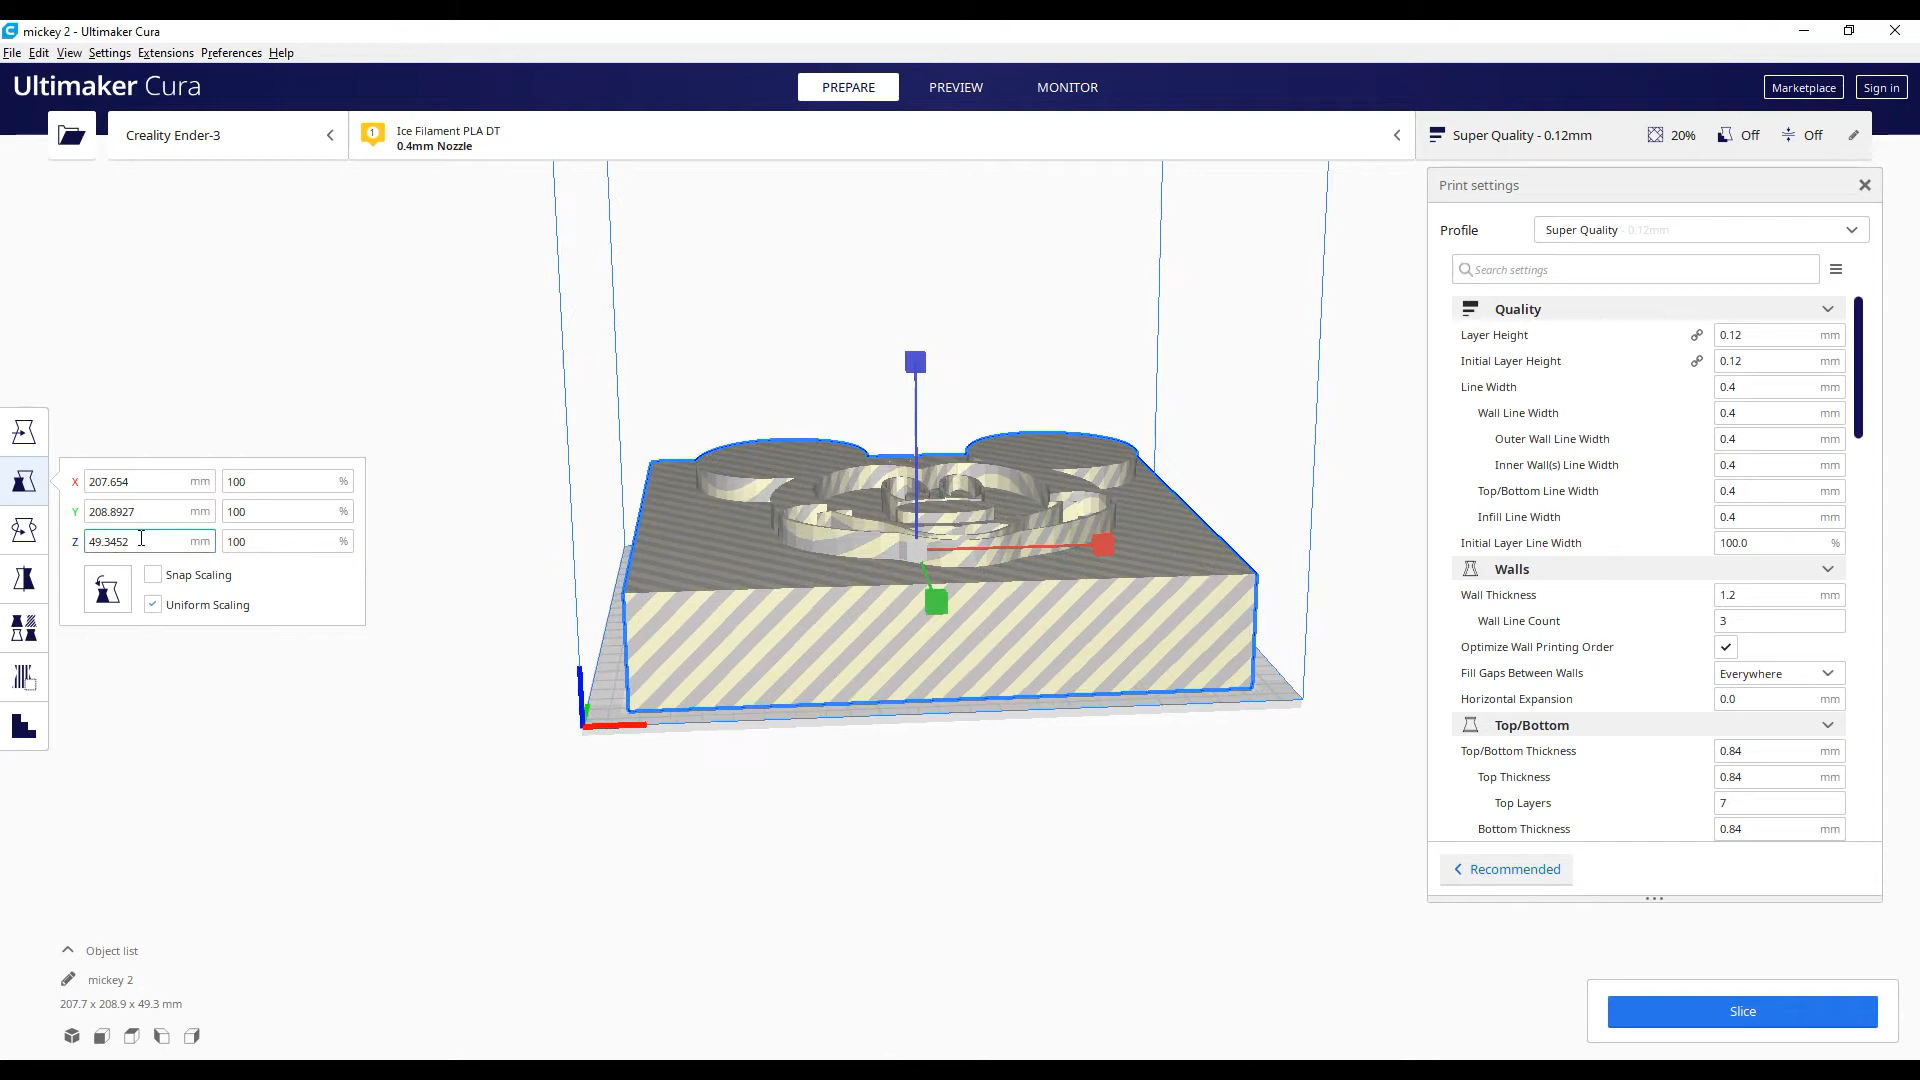 mickey 2 - Ultimaker Cura
File Edit View Settings Extensions Preferences Help
Ultimaker Cura
PREPARE
PREVIEW
MONITOR
Marketplace
Sign in
Creality Ender-3
1
Ice Filament PLA DT
0.4mm Nozzle
Super Quality - 0.12mm
20%
Off
Off
Print settings
Profile
Super Quality - 0.12mm
Search settings
Quality
Layer Height 0.12 mm
Initial Layer Height 0.12 mm
Line Width 0.4 mm
Wall Line Width 0.4 mm
Outer Wall Line Width 0.4 mm
Inner Wall(s) Line Width 0.4 mm
Top/Bottom Line Width 0.4 mm
Infill Line Width 0.4 mm
Initial Layer Line Width 100.0 %
Walls
Wall Thickness 1.2 mm
Wall Line Count 3
Optimize Wall Printing Order
Fill Gaps Between Walls Everywhere
Horizontal Expansion 0.0 mm
Top/Bottom
Top/Bottom Thickness 0.84 mm
Top Thickness 0.84 mm
Top Layers 7
Bottom Thickness 0.84 mm
Recommended
X 207.654 mm 100 %
Y 208.8927 mm 100 %
Z 49.3452 mm 100 %
Snap Scaling
Uniform Scaling
Object list
mickey 2
207.7 x 208.9 x 49.3 mm
Slice